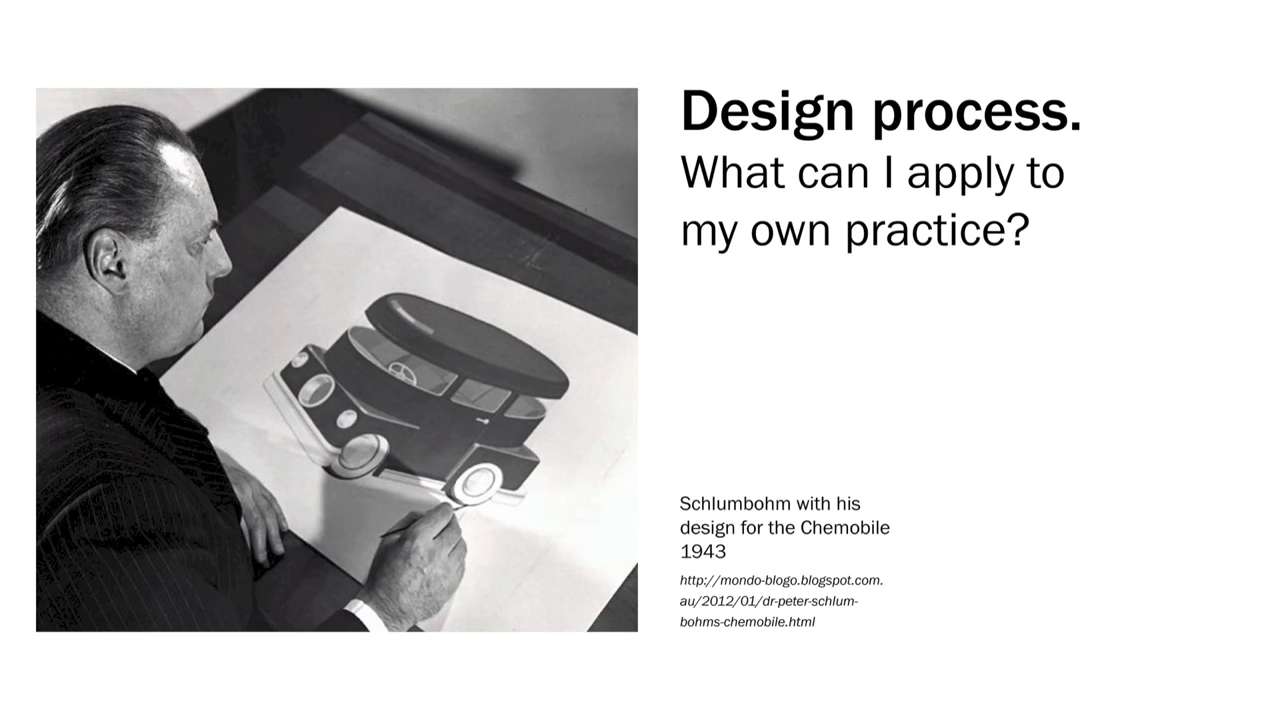 Design process.
What can I apply to
my own practice?
Schlumbohm with his
design for the Chemobile
1943
http://mondo-blogo.blogspot.com.
au/2012/01/dr-peter-schlum-
bohms-chemobile.html